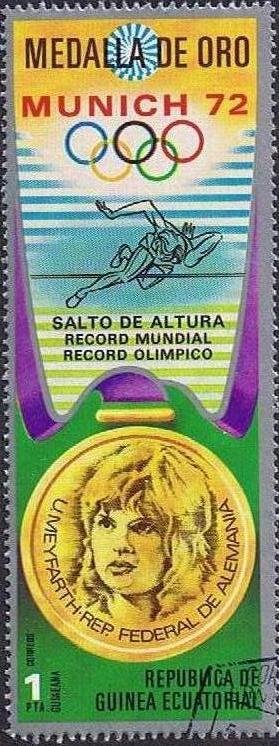 MEDALLA DE ORO
MUNICH 72
SALTO DE ALTURA
RECORD MUNDIAL
RECORD OLIMPICO
U.MEYFARTH-REP. FEDERAL DE ALEMANIA
CORREOS
1
PTA.
GUINEANA
REPUBLICA DE
GUINEA ECUATORIAL